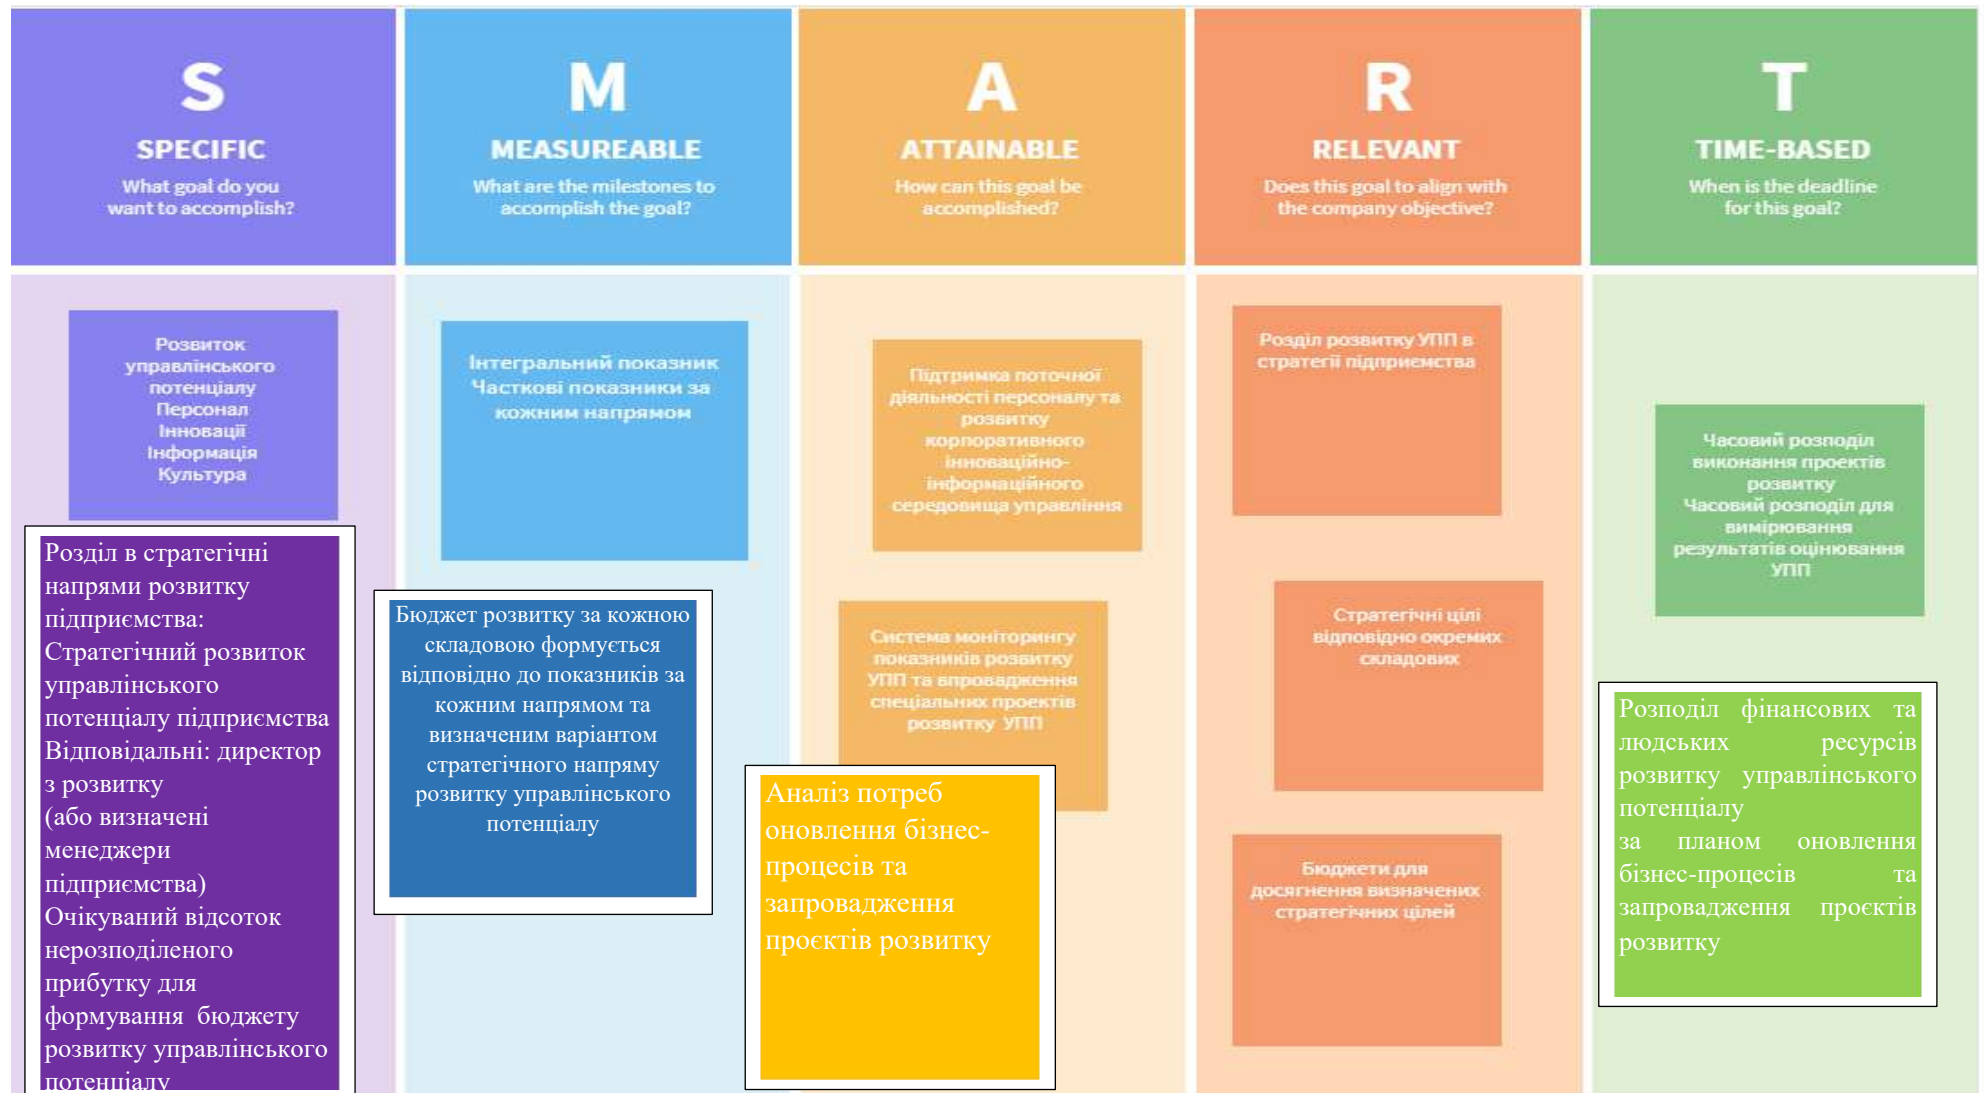 S
SPECIFIC
What goal do you
want to accomplish?
M
MEASUREABLE
What are the milestones to
accomplish the goal?
A
ATTAINABLE
How can this goal be
accomplished?
R
RELEVANT
Does this goal to align with
the company objective?
T
TIME-BASED
When is the deadline
for this goal?
Розвиток
управлінського
потенціалу
Персонал
Інновації
Інформація
Культура
Розділ в стратегічні
напрями розвитку
підприємства:
Стратегічний розвиток
управлінського
потенціалу підприємства
Відповідальні: директор
з розвитку
(або визначені
менеджери
підприємства)
Очікуваний відсоток
нерозподіленого
прибутку для
формування бюджету
розвитку управлінського
потенціалу
Інтегральний показник
Часткові показники за
кожним напрямом
Бюджет розвитку за кожною
складовою формується
відповідно до показників за
кожним напрямом та
визначеним варіантом
стратегічного напряму
розвитку управлінського
потенціалу
Підтримка поточної
діяльності персоналу та
розвитку
корпоративного
інноваційно-
інформаційного
середовища управління
Система моніторингу
показників розвитку
УПП та впровадження
спеціальних проектів
розвитку УПП
Аналіз потреб
оновлення бізнес-
процесів та
запровадження
проєктів розвитку
Розділ розвитку УПП в
стратегії підприємства
Стратегічні цілі
відповідно окремих
складових
Бюджети для
досягнення визначених
стратегічних цілей
Часовий розподіл
виконання проектів
розвитку
Часовий розподіл для
вимірювання
результатів оцінювання
УПП
Розподіл фінансових та
людських ресурсів
розвитку управлінського
потенціалу
за планом оновлення
бізнес-процесів та
запровадження проєктів
розвитку